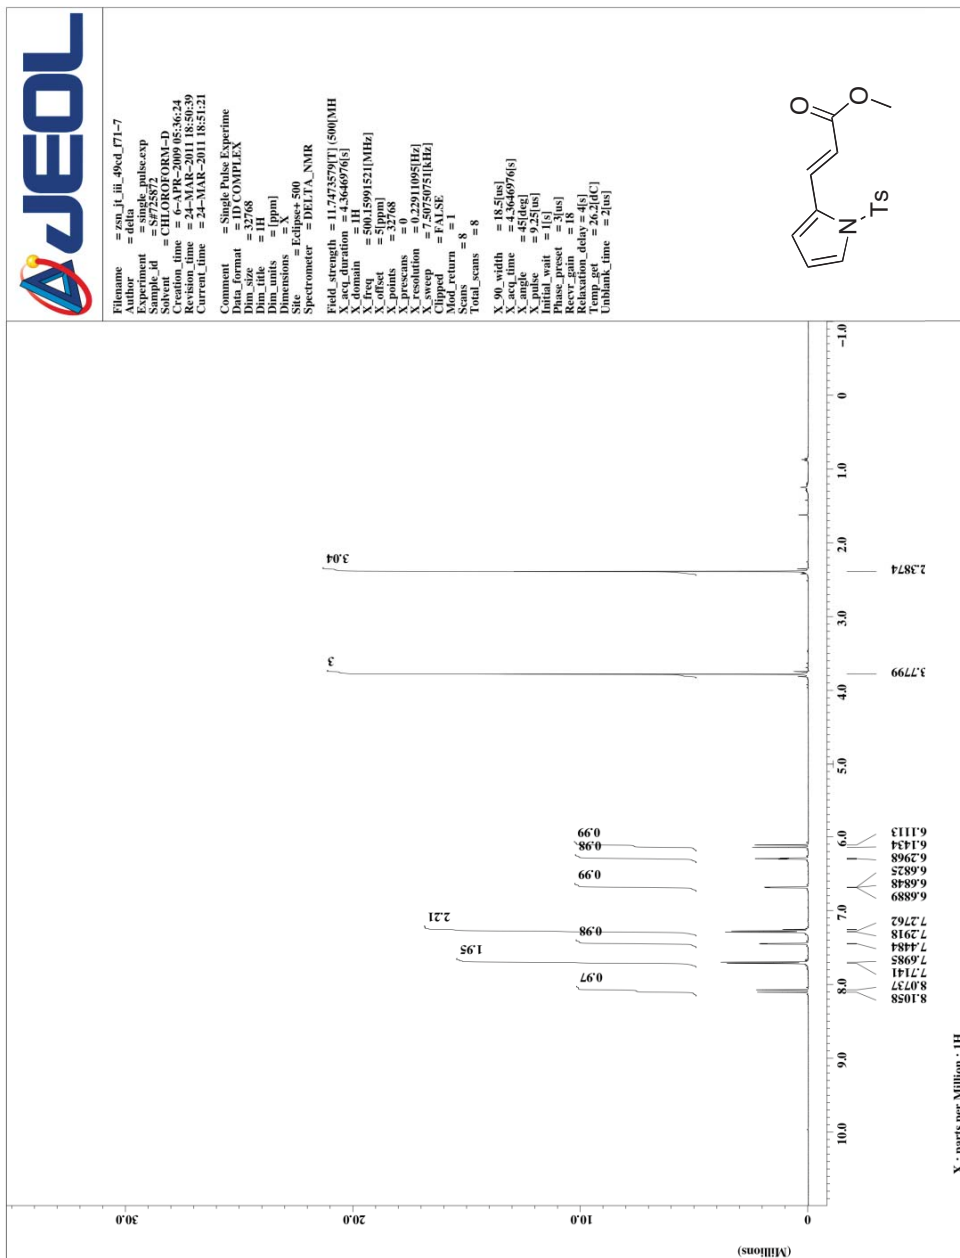 JEOL
Filename = zsn_jt_iii_49cd_f71-7
Author = delta
Experiment = single_pulse.exp
Sample_id = S#725872
Solvent = CHLOROFORM-D
Creation_time = 6-APR-2009 05:36:24
Revision_time = 24-MAR-2011 18:50:39
Current_time = 24-MAR-2011 18:51:21
Comment = Single Pulse Experime
Data_format = 1D COMPLEX
Dim_size = 32768
Dim_title = 1H
Dim_units = [ppm]
Dimensions = X
Site = Eclipse+ 500
Spectrometer = DELTA_NMR
Field_strength = 11.7473579[T] (500[MH
X_acq_duration = 4.3646976[s]
X_domain = 1H
X_freq = 500.15991521[MHz]
X_offset = 5[ppm]
X_points = 32768
X_prescans = 0
X_resolution = 0.22911095[Hz]
X_sweep = 7.50750751[kHz]
Clipped = FALSE
Mod_return = 1
Scans = 8
Total_scans = 8
X_90_width = 18.5[us]
X_acq_time = 4.3646976[s]
X_angle = 45[deg]
X_pulse = 9.25[us]
Initial_wait = 1[s]
Phase_preset = 3[us]
Recvr_gain = 18
Relaxation_delay = 4[s]
Temp_get = 26.2[dC]
Unblank_time = 2[us]
O
O
N
Ts
(Millions)
30.0
20.0
10.0
0
0.97
1.95
0.98
2.21
0.99
0.98
0.99
3
3.04
10.0 9.0 8.0 7.0 6.0 5.0 4.0 3.0 2.0 1.0 0 -1.0
8.1058
8.0737
7.7141
7.6985
7.4484
7.2918
7.2762
6.6889
6.6848
6.6825
6.2968
6.1434
6.1113
3.7799
2.3874
X : parts per Million : 1H